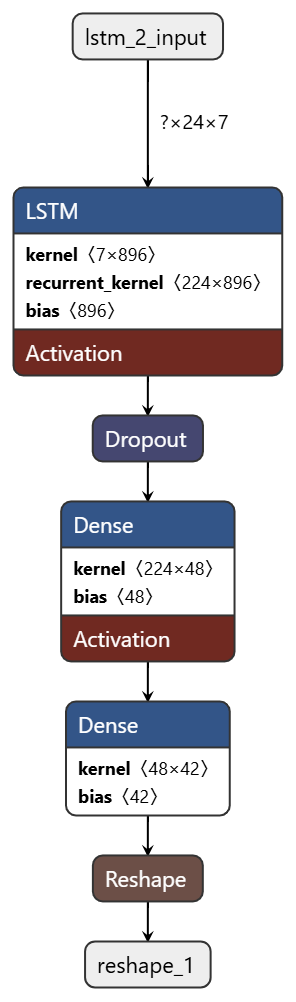 lstm_2_input
?×24×7
LSTM
kernel〈7×896〉
recurrent_kernel〈224×896〉
bias〈896〉
Activation
Dropout
Dense
kernel〈224×48〉
bias〈48〉
Activation
Dense
kernel〈48×42〉
bias〈42〉
Reshape
reshape_1